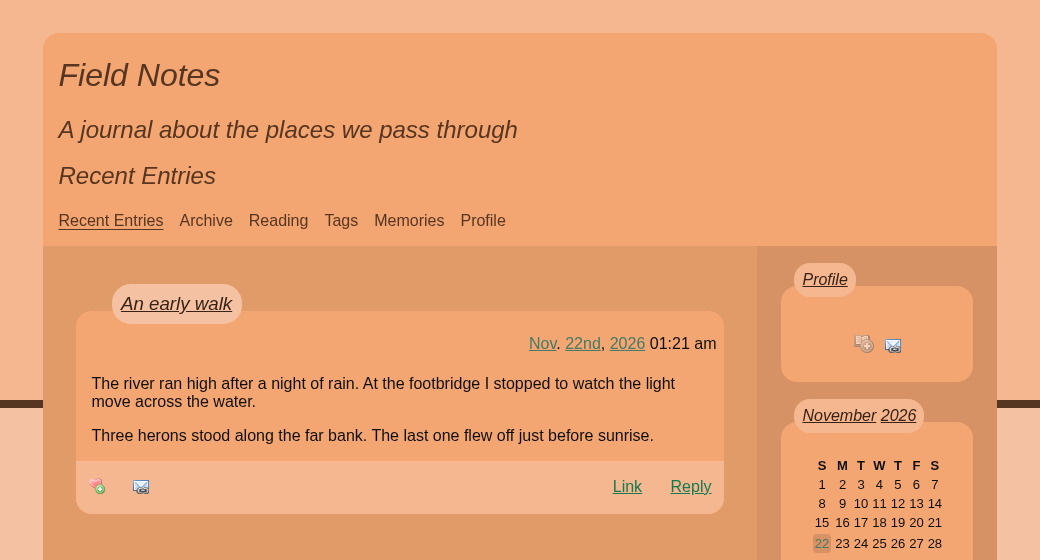 Field Notes
A journal about the places we pass through
Recent Entries
Recent Entries Archive Reading Tags Memories Profile
An early walk
Nov. 22nd, 2026 01:21 am
The river ran high after a night of rain. At the footbridge I stopped to watch the light
move across the water.
Three herons stood along the far bank. The last one flew off just before sunrise.
Link Reply
Profile
November 2026
S M T W T F S
1 2 3 4 5 6 7
8 9 10 11 12 13 14
15 16 17 18 19 20 21
22 23 24 25 26 27 28